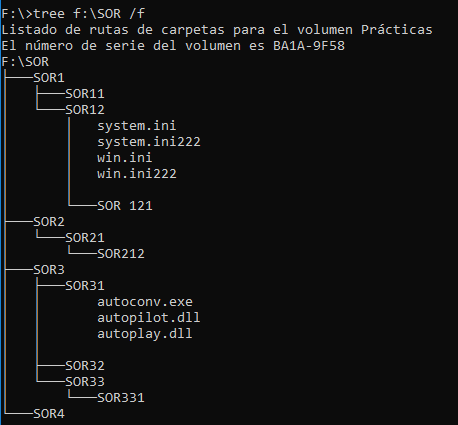 F:\>tree f:\SOR /f
Listado de rutas de carpetas para el volumen Prácticas
El número de serie del volumen es BA1A-9F58
F:\SOR
├───SOR1
│   ├───SOR11
│   └───SOR12
│       │   system.ini
│       │   system.ini222
│       │   win.ini
│       │   win.ini222
│       │
│       └───SOR 121
├───SOR2
│   └───SOR21
│       └───SOR212
├───SOR3
│   ├───SOR31
│   │       autoconv.exe
│   │       autopilot.dll
│   │       autoplay.dll
│   │
│   ├───SOR32
│   └───SOR33
│       └───SOR331
└───SOR4